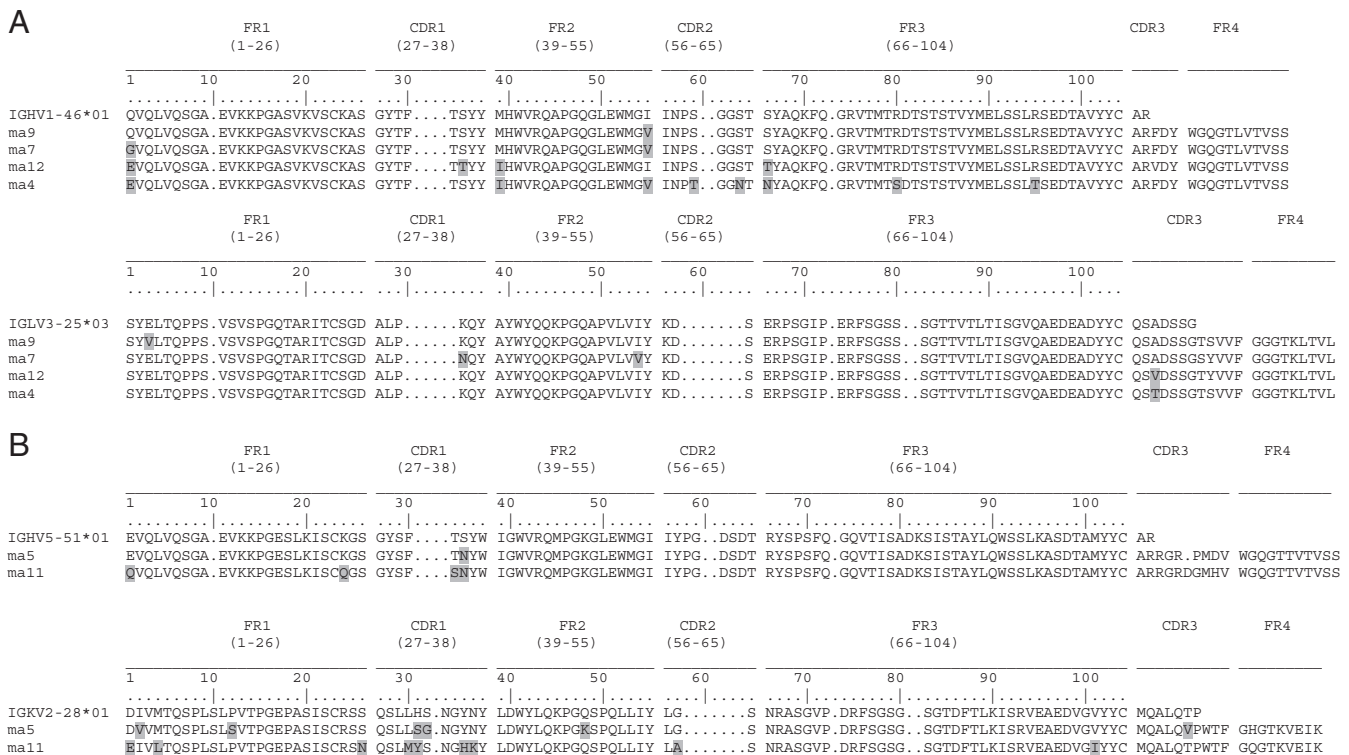 A
FR1 CDR1 FR2 CDR2 FR3 CDR3 FR4
(1-26) (27-38) (39-55) (56-65) (66-104)
1 10 20 30 40 50 60 70 80 90 100
IGHV1-46*01 QVQLVQSGA.EVKKPGASVKVSCKAS GYTF....TSYY MHWVRQAPGQGLEWMGI INPS..GGST SYAQKFQ.GRVTMTRDTSTSTVYMELSSLRSEDTAVYYC AR
ma9 QVQLVQSGA.EVKKPGASVKVSCKAS GYTF....TSYY MHWVRQAPGQGLEWMGV INPS..GGST SYAQKFQ.GRVTMTRDTSTSTVYMELSSLRSEDTAVYYC ARFDY WGQGTLVTVSS
ma7 GVQLVQSGA.EVKKPGASVKVSCKAS GYTF....TSYY MHWVRQAPGQGLEWMGV INPS..GGST SYAQKFQ.GRVTMTRDTSTSTVYMELSSLRSEDTAVYYC ARFDY WGQGTLVTVSS
ma12 EVQLVQSGA.EVKKPGASVKVSCKAS GYTF....TTYY IHWVRQAPGQGLEWMGI INPS..GGST TYAQKFQ.GRVTMTRDTSTSTVYMELSSLRSEDTAVYYC ARVDY WGQGTLVTVSS
ma4 EVQLVQSGA.EVKKPGASVKVSCKAS GYTF....TSYY IHWVRQAPGQGLEWMGV INPT..GGNT NYAQKFQ.GRVTMTSDTSTSTVYMELSSLTSEDTAVYYC ARFDY WGQGTLVTVSS
FR1 CDR1 FR2 CDR2 FR3 CDR3 FR4
(1-26) (27-38) (39-55) (56-65) (66-104)
1 10 20 30 40 50 60 70 80 90 100
IGLV3-25*03 SYELTQPPS.VSVSPGQTARITCSGD ALP......KQY AYWYQQKPGQAPVLVIY KD.......S ERPSGIP.ERFSGSS..SGTTVTLTISGVQAEDEADYYC QSADSSG
ma9 SYVLTQPPS.VSVSPGQTARITCSGD ALP......KQY AYWYQQKPGQAPVLVIY KD.......S ERPSGIP.ERFSGSS..SGTTVTLTISGVQAEDEADYYC QSADSSGTSVVF GGGTKLTVL
ma7 SYELTQPPS.VSVSPGQTARITCSGD ALP......NQY AYWYQQKPGQAPVLVVY KD.......S ERPSGIP.ERFSGSS..SGTTVTLTISGVQAEDEADYYC QSADSSGSYVVF GGGTKLTVL
ma12 SYELTQPPS.VSVSPGQTARITCSGD ALP......KQY AYWYQQKPGQAPVLVIY KD.......S ERPSGIP.ERFSGSS..SGTTVTLTISGVQAEDEADYYC QSVDSSGTYVVF GGGTKLTVL
ma4 SYELTQPPS.VSVSPGQTARITCSGD ALP......KQY AYWYQQKPGQAPVLVIY KD.......S ERPSGIP.ERFSGSS..SGTTVTLTISGVQAEDEADYYC QSTDSSGTSVVF GGGTKLTVL
B
FR1 CDR1 FR2 CDR2 FR3 CDR3 FR4
(1-26) (27-38) (39-55) (56-65) (66-104)
1 10 20 30 40 50 60 70 80 90 100
IGHV5-51*01 EVQLVQSGA.EVKKPGESLKISCKGS GYSF....TSYW IGWVRQMPGKGLEWMGI IYPG..DSDT RYSPSFQ.GQVTISADKSISTAYLQWSSLKASDTAMYYC AR
ma5 EVQLVQSGA.EVKKPGESLKISCKGS GYSF....TNYW IGWVRQMPGKGLEWMGI IYPG..DSDT RYSPSFQ.GQVTISADKSISTAYLQWSSLKASDTAMYYC ARRGR.PMDV WGQGTTVTVSS
ma11 QVQLVQSGA.EVKKPGESLKISCQGS GYSF....SNYW IGWVRQMPGKGLEWMGI IYPG..DSDT RYSPSFQ.GQVTISADKSISTAYLQWSSLKASDTAMYYC ARRGRDGMHV WGQGTTVTVSS
FR1 CDR1 FR2 CDR2 FR3 CDR3 FR4
(1-26) (27-38) (39-55) (56-65) (66-104)
1 10 20 30 40 50 60 70 80 90 100
IGKV2-28*01 DIVMTQSPLSLPVTPGEPASISCRSS QSLLHS.NGYNY LDWYLQKPGQSPQLLIY LG.......S NRASGVP.DRFSGSG..SGTDFTLKISRVEAEDVGVYYC MQALQTP
ma5 DVVMTQSPLSLSVTPGEPASISCRSS QSLLSG.NGYNY LDWYLQKPGKSPQLLIY LG.......S NRASGVP.DRFSGSG..SGTDFTLKISRVEAEDVGVYYC MQALQVPWTF GHGTKVEIK
ma11 EIVLTQSPLSLPVTPGEPASISCRSN QSLMYS.NGHKY LDWYLQKPGQSPQLLIY LA.......S NRASGVP.DRFSGSG..SGTDFTLKISRVEAEDVGIYYC MQALQTPWTF GQGTKVEIK